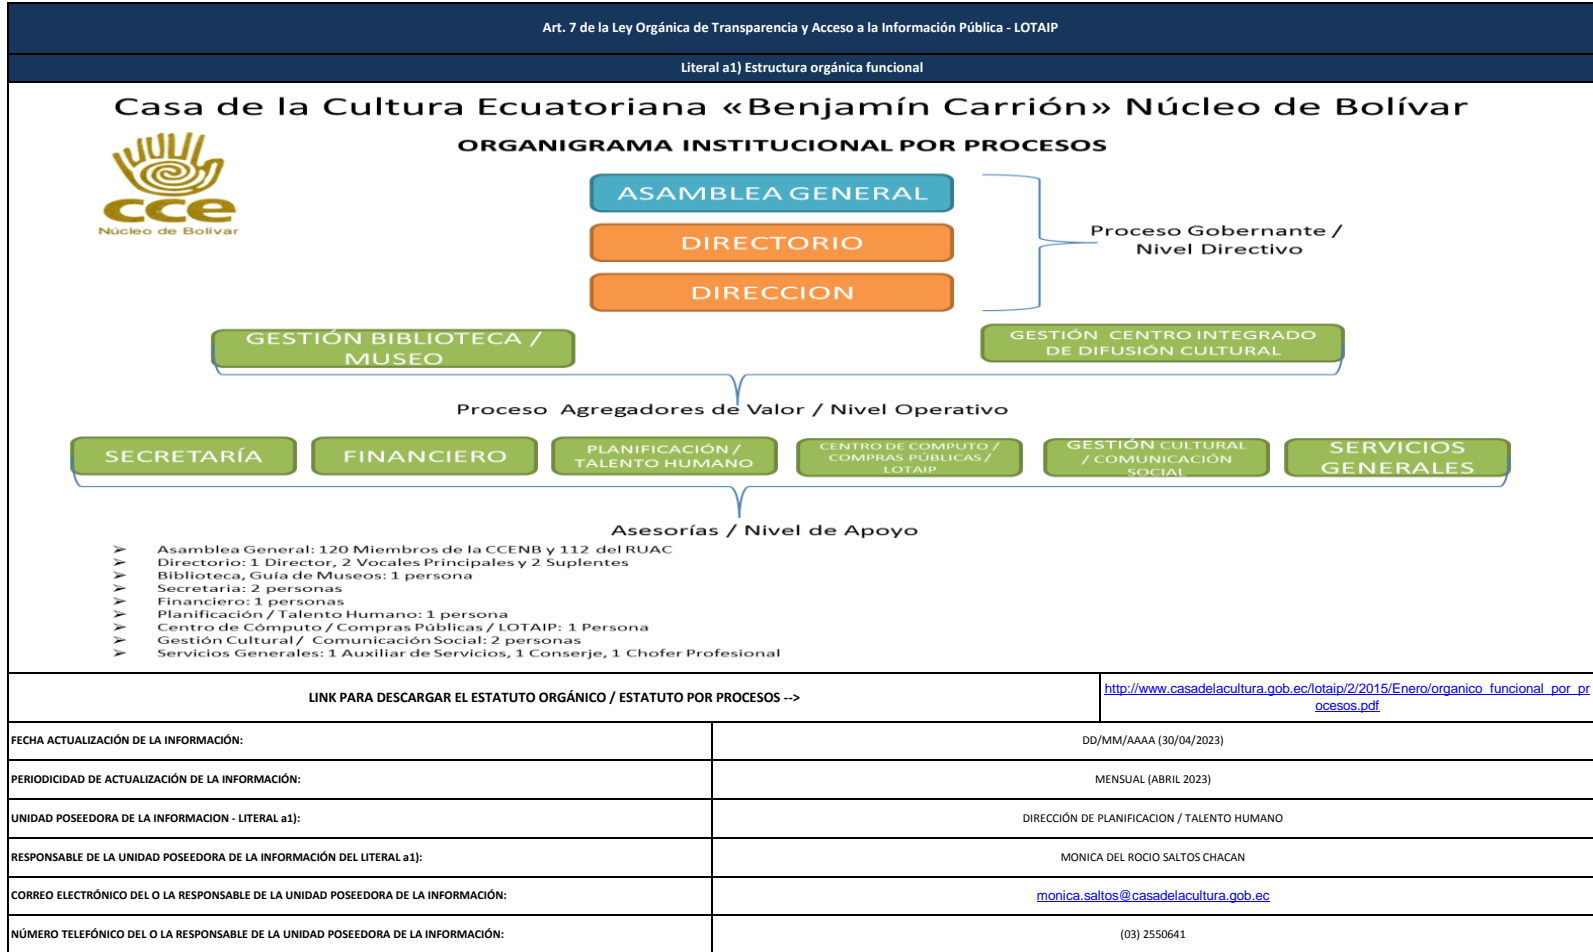 Art. 7 de la Ley Orgánica de Transparencia y Acceso a la Información Pública - LOTAIP
Literal a1) Estructura orgánica funcional
Casa de la Cultura Ecuatoriana «Benjamín Carrión» Núcleo de Bolívar
ORGANIGRAMA INSTITUCIONAL POR PROCESOS
cce
Núcleo de Bolívar
ASAMBLEA GENERAL
DIRECTORIO
DIRECCION
Proceso Gobernante /
Nivel Directivo
GESTIÓN BIBLIOTECA /
MUSEO
GESTIÓN CENTRO INTEGRADO
DE DIFUSIÓN CULTURAL
Proceso Agregadores de Valor / Nivel Operativo
SECRETARÍA
FINANCIERO
PLANIFICACIÓN /
TALENTO HUMANO
CENTRO DE COMPUTO /
COMPRAS PÚBLICAS /
LOTAIP
GESTIÓN CULTURAL
/ COMUNICACIÓN
SOCIAL
SERVICIOS
GENERALES
Asesorías / Nivel de Apoyo
➢ Asamblea General: 120 Miembros de la CCENB y 112 del RUAC
➢ Directorio: 1 Director, 2 Vocales Principales y 2 Suplentes
➢ Biblioteca, Guía de Museos: 1 persona
➢ Secretaria: 2 personas
➢ Financiero: 1 personas
➢ Planificación / Talento Humano: 1 persona
➢ Centro de Cómputo / Compras Públicas / LOTAIP: 1 Persona
➢ Gestión Cultural / Comunicación Social: 2 personas
➢ Servicios Generales: 1 Auxiliar de Servicios, 1 Conserje, 1 Chofer Profesional
LINK PARA DESCARGAR EL ESTATUTO ORGÁNICO / ESTATUTO POR PROCESOS -->
http://www.casadelacultura.gob.ec/lotaip/2/2015/Enero/organico_funcional_por_pr
ocesos.pdf
FECHA ACTUALIZACIÓN DE LA INFORMACIÓN:
DD/MM/AAAA (30/04/2023)
PERIODICIDAD DE ACTUALIZACIÓN DE LA INFORMACIÓN:
MENSUAL (ABRIL 2023)
UNIDAD POSEEDORA DE LA INFORMACION - LITERAL a1):
DIRECCIÓN DE PLANIFICACION / TALENTO HUMANO
RESPONSABLE DE LA UNIDAD POSEEDORA DE LA INFORMACIÓN DEL LITERAL a1):
MONICA DEL ROCIO SALTOS CHACAN
CORREO ELECTRÓNICO DEL O LA RESPONSABLE DE LA UNIDAD POSEEDORA DE LA INFORMACIÓN:
monica.saltos@casadelacultura.gob.ec
NÚMERO TELEFÓNICO DEL O LA RESPONSABLE DE LA UNIDAD POSEEDORA DE LA INFORMACIÓN:
(03) 2550641